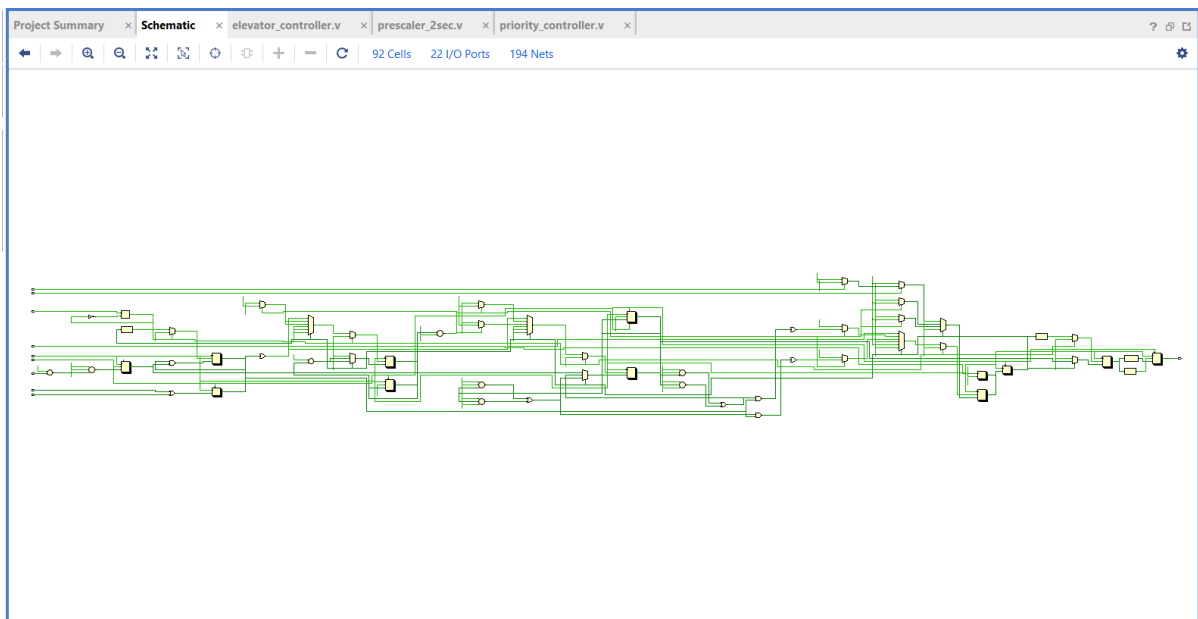 Project Summary × Schematic × elevator_controller.v × prescaler_2sec.v × priority_controller.v × ?
92 Cells 22 I/O Ports 194 Nets